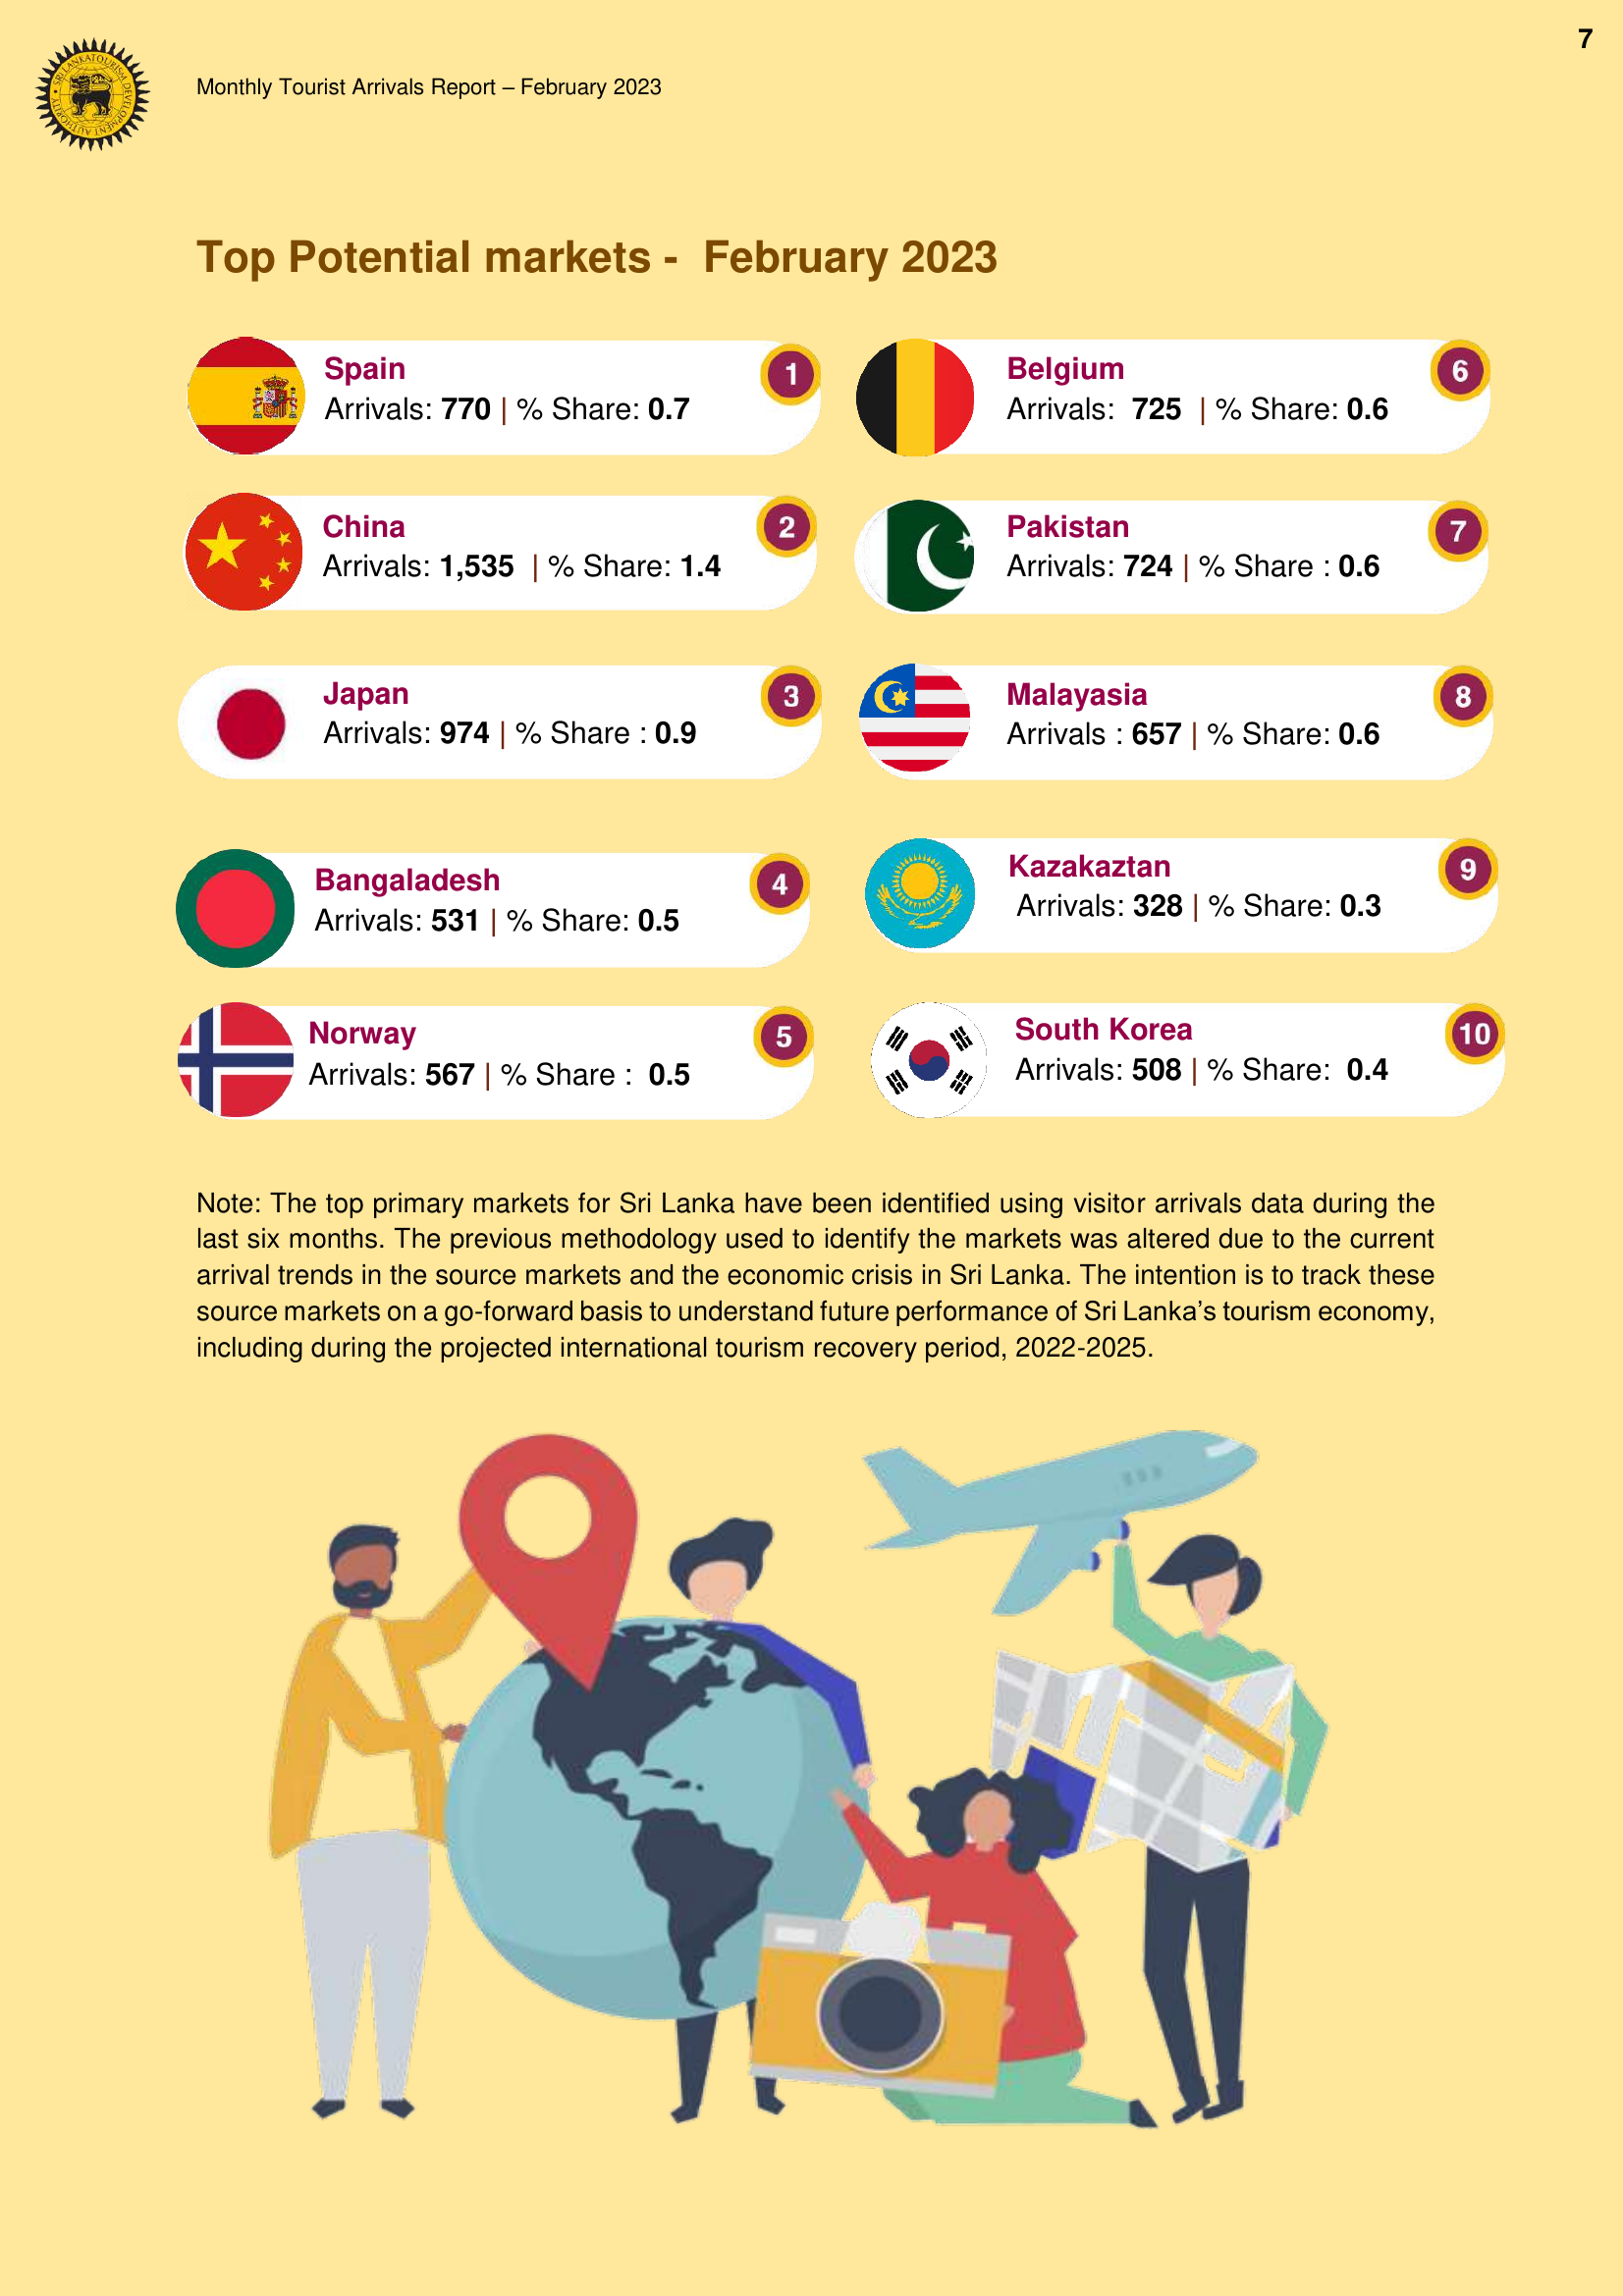 7
SRI LANKA TOURISM DEVELOPMENT AUTHORITY
Monthly Tourist Arrivals Report – February 2023
Top Potential markets - February 2023
Spain
Arrivals: 770 | % Share: 0.7
1
China
Arrivals: 1,535 | % Share: 1.4
2
Japan
Arrivals: 974 | % Share : 0.9
3
Bangaladesh
Arrivals: 531 | % Share: 0.5
4
Norway
Arrivals: 567 | % Share : 0.5
5
Belgium
Arrivals: 725 | % Share: 0.6
6
Pakistan
Arrivals: 724 | % Share : 0.6
7
Malayasia
Arrivals : 657 | % Share: 0.6
8
Kazakaztan
Arrivals: 328 | % Share: 0.3
9
South Korea
Arrivals: 508 | % Share: 0.4
10
Note: The top primary markets for Sri Lanka have been identified using visitor arrivals data during the
last six months. The previous methodology used to identify the markets was altered due to the current
arrival trends in the source markets and the economic crisis in Sri Lanka. The intention is to track these
source markets on a go-forward basis to understand future performance of Sri Lanka’s tourism economy,
including during the projected international tourism recovery period, 2022-2025.